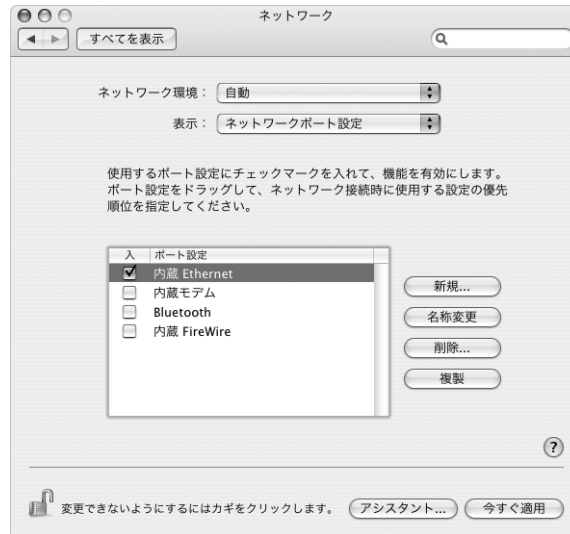 ネットワーク
すべてを表示
ネットワーク環境： 自動
表示： ネットワークポート設定
使用するポート設定にチェックマークを入れて、機能を有効にします。
ポート設定をドラッグして、ネットワーク接続時に使用する設定の優先
順位を指定してください。
入 ポート設定
内蔵 Ethernet
内蔵モデム
Bluetooth
内蔵 FireWire
新規...
名称変更
削除...
複製
?
変更できないようにするにはカギをクリックします。 アシスタント... 今すぐ適用